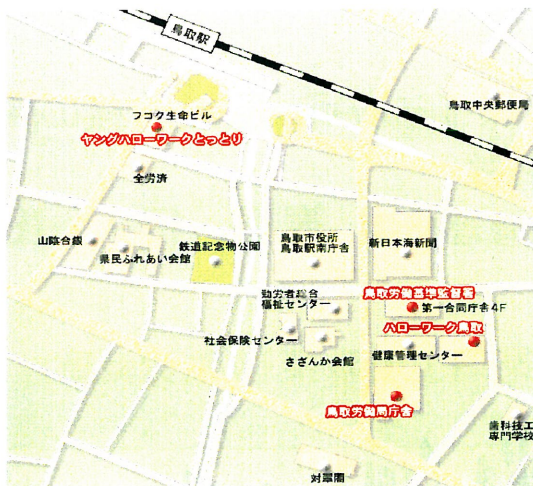 鳥取駅
鳥取中央郵便局
フコク生命ビル
ヤングハローワークとっとり
全労済
山陰合銀
県民ふれあい会館
鉄道記念物公園
鳥取市役所
鳥取駅南庁舎
新日本海新聞
勤労者総合
福祉センター
鳥取労働基準監督署
第一合同庁舎4F
ハローワーク鳥取
社会保険センター
さざんか会館
健康管理センター
鳥取労働局庁舎
歯科技工
専門学校
対翠閣